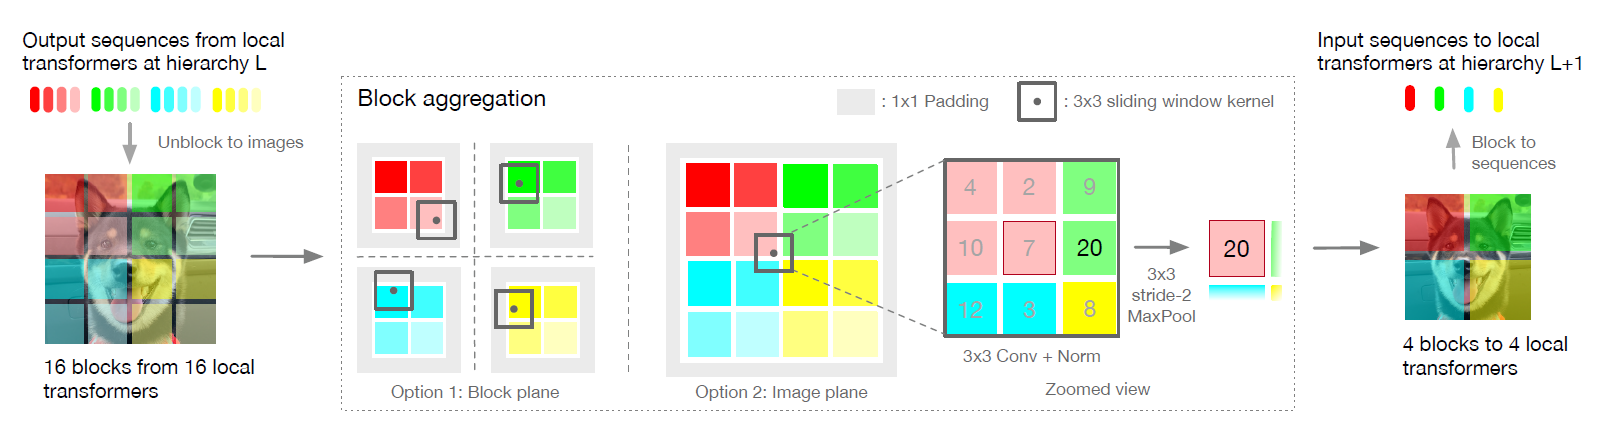 Output sequences from local
transformers at hierarchy L
Unblock to images
16 blocks from 16 local
transformers
Block aggregation
: 1x1 Padding
: 3x3 sliding window kernel
Option 1: Block plane
Option 2: Image plane
4 2 9
10 7 20
12 3 8
3x3 Conv + Norm
Zoomed view
3x3
stride-2
MaxPool
20
Input sequences to local
transformers at hierarchy L+1
Block to
sequences
4 blocks to 4 local
transformers